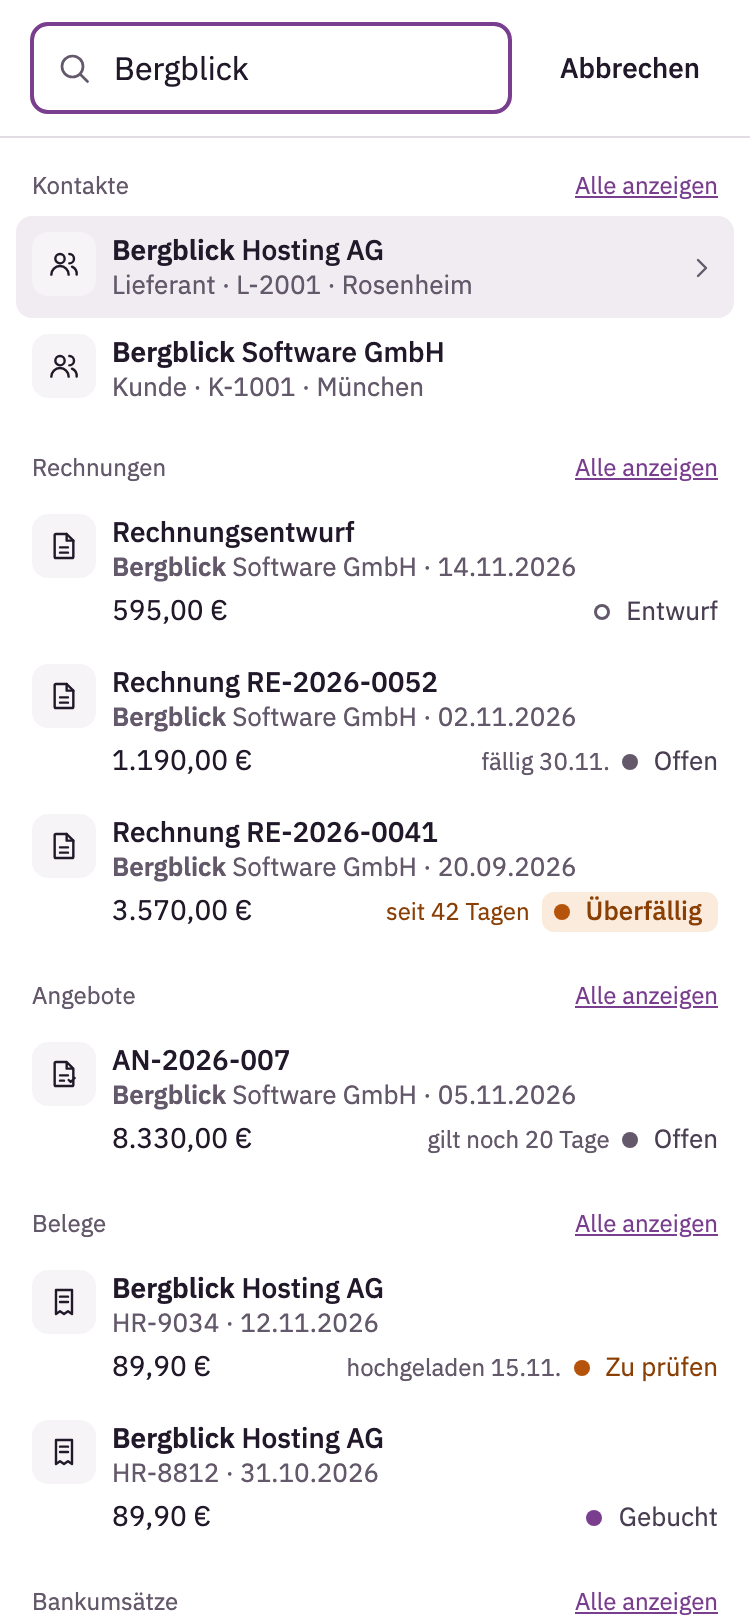 Bergblick
Abbrechen
Kontakte
Alle anzeigen
Bergblick Hosting AG
Lieferant · L-2001 · Rosenheim
Bergblick Software GmbH
Kunde · K-1001 · München
Rechnungen
Alle anzeigen
Rechnungsentwurf
Bergblick Software GmbH · 14.11.2026
595,00 €
Entwurf
Rechnung RE-2026-0052
Bergblick Software GmbH · 02.11.2026
1.190,00 €
fällig 30.11.
Offen
Rechnung RE-2026-0041
Bergblick Software GmbH · 20.09.2026
3.570,00 €
seit 42 Tagen
Überfällig
Angebote
Alle anzeigen
AN-2026-007
Bergblick Software GmbH · 05.11.2026
8.330,00 €
gilt noch 20 Tage
Offen
Belege
Alle anzeigen
Bergblick Hosting AG
HR-9034 · 12.11.2026
89,90 €
hochgeladen 15.11.
Zu prüfen
Bergblick Hosting AG
HR-8812 · 31.10.2026
89,90 €
Gebucht
Bankumsätze
Alle anzeigen